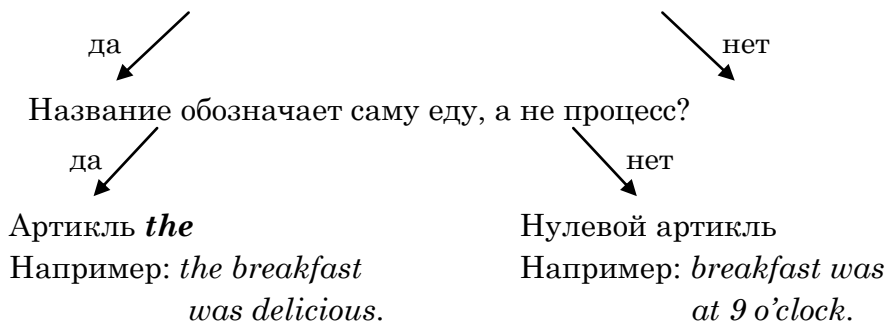 да нет
Название обозначает саму еду, а не процесс?
да нет
Артикль the Нулевой артикль
Например: the breakfast Например: breakfast was
was delicious. at 9 o’clock.